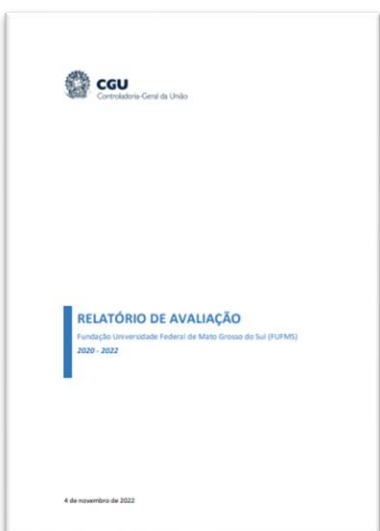 CGU
Controladoria-Geral da União
RELATÓRIO DE AVALIAÇÃO
Fundação Universidade Federal de Mato Grosso do Sul (FUFMS)
2020 - 2022
4 de novembro de 2022